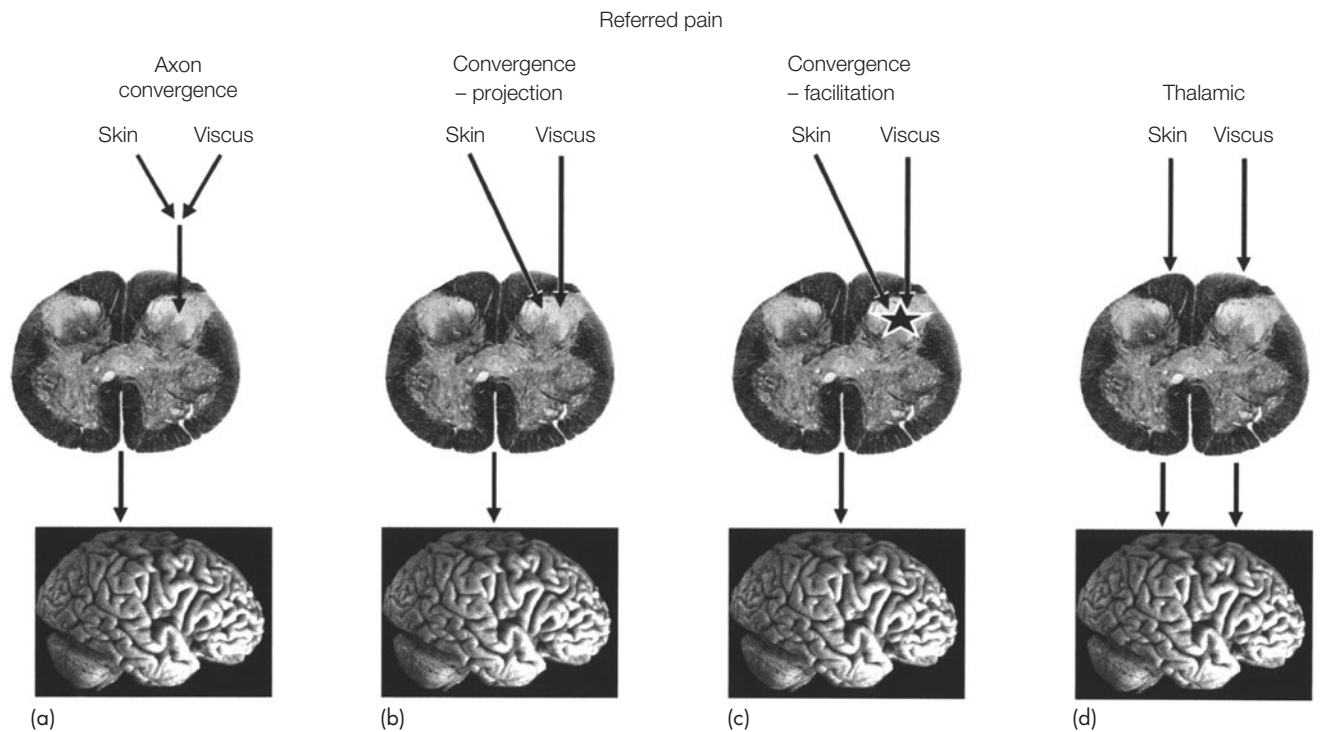 Referred pain
Axon
convergence
Skin Viscus
Convergence
– projection
Skin Viscus
Convergence
– facilitation
Skin Viscus
Thalamic
Skin Viscus
(a)
(b)
(c)
(d)